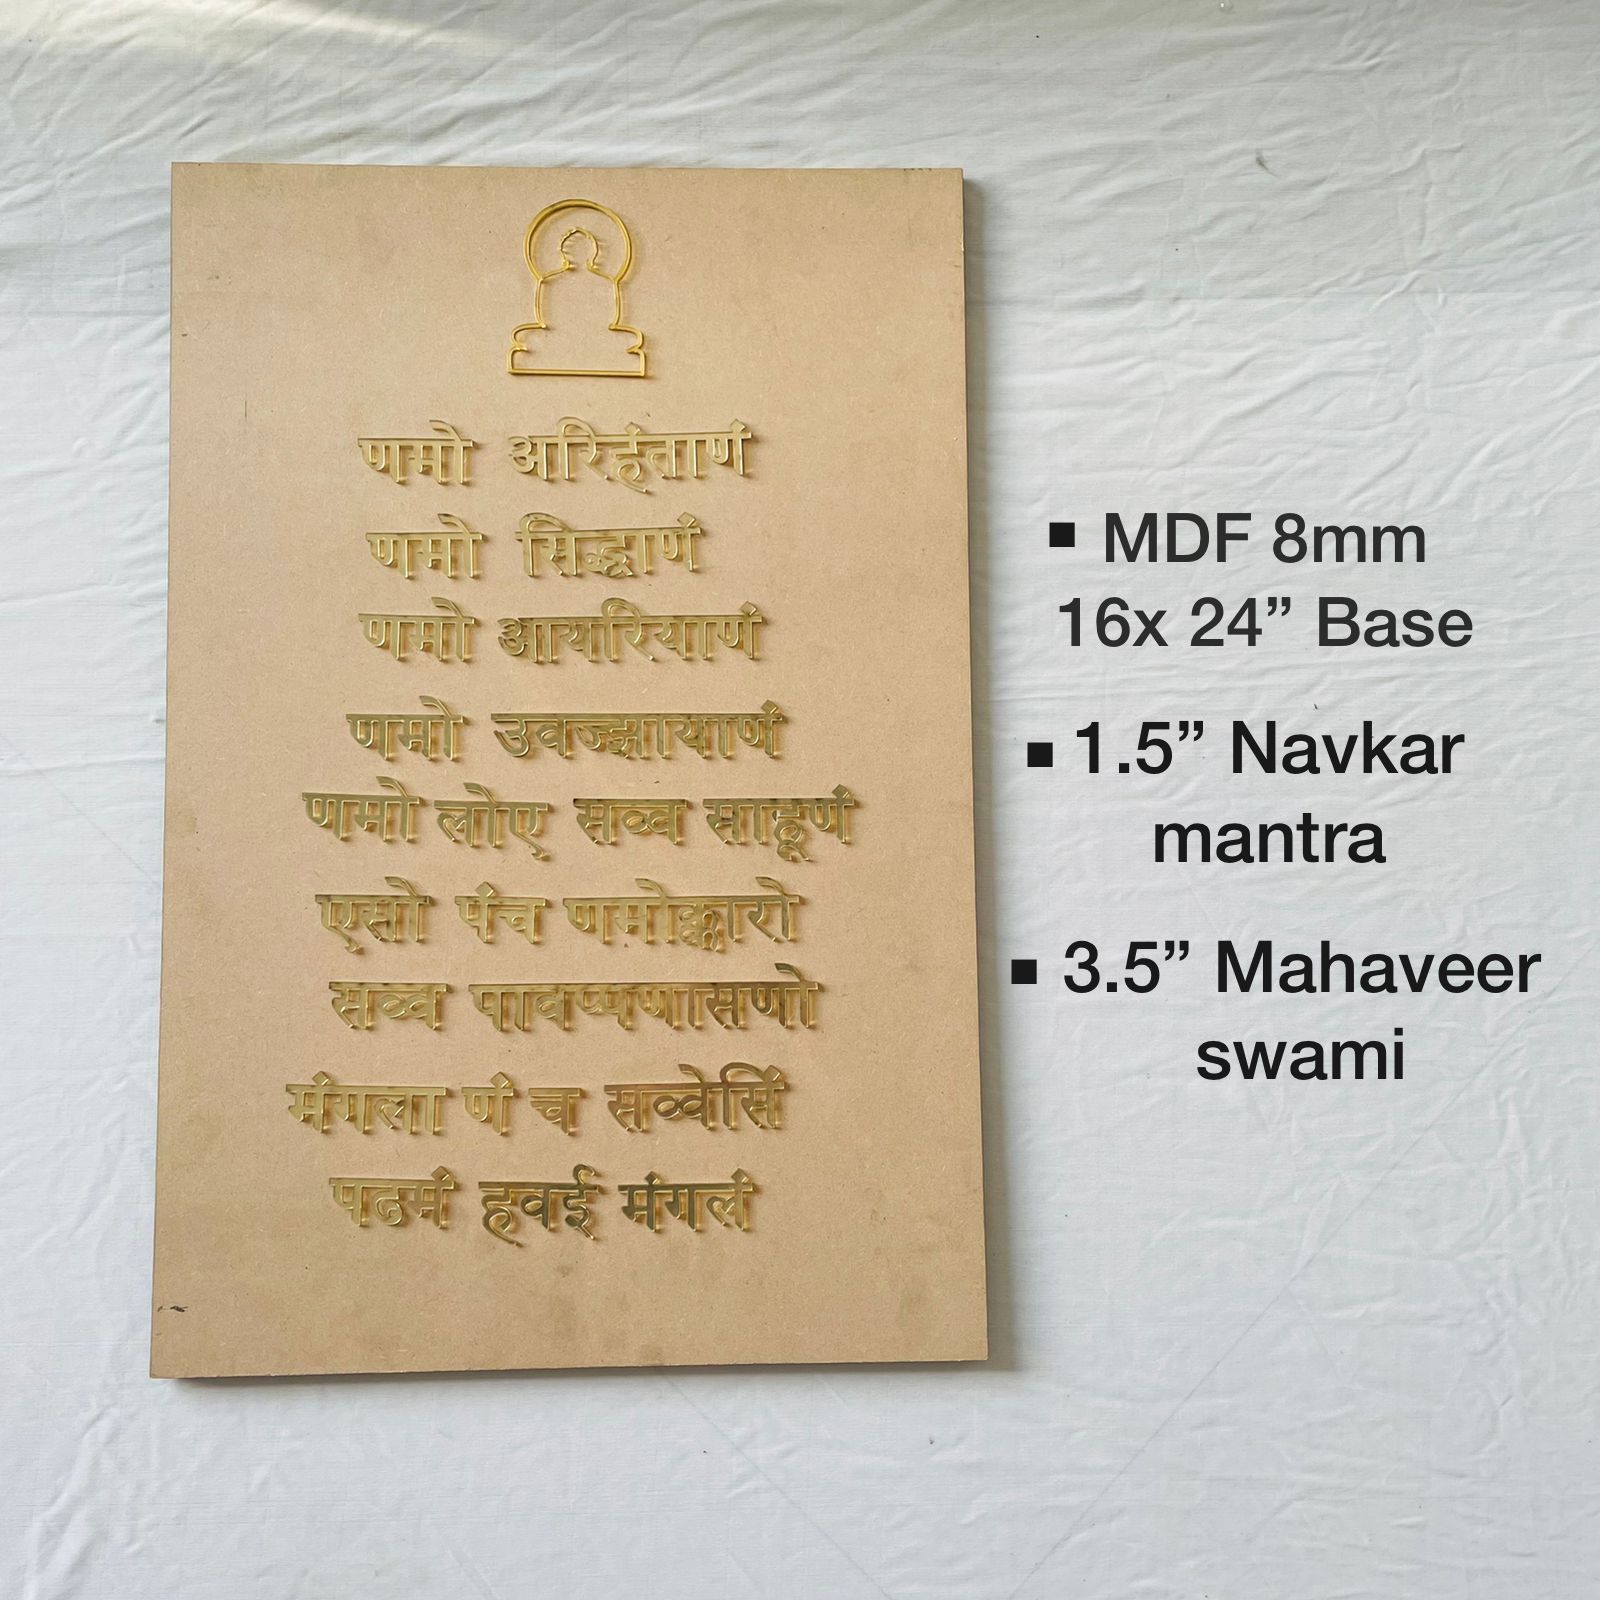 णमो अरिहंताणं
णमो सिद्धाणं
णमो आयरियाणं
णमो उवज्झायाणं
णमो लोए सव्व साहूणं
एसो पंच णमोक्कारो
सव्व पावप्पणासणो
मंगला णं च सव्वेसिं
पढमं हवई मंगलं
▪ MDF 8mm
16x 24” Base
▪ 1.5” Navkar
mantra
▪ 3.5” Mahaveer
swami